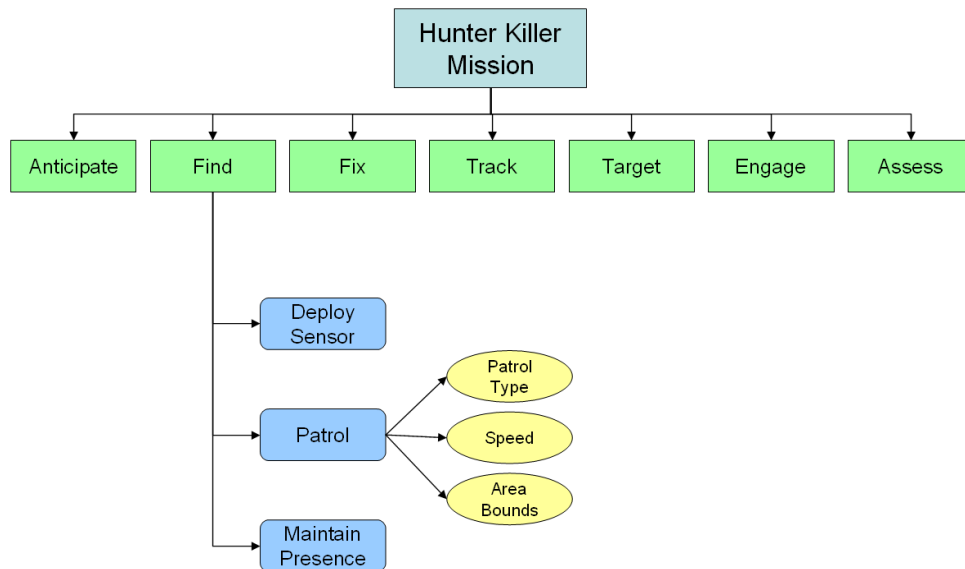 Hunter Killer
Mission
Anticipate
Find
Fix
Track
Target
Engage
Assess
Deploy
Sensor
Patrol
Type
Patrol
Speed
Area
Bounds
Maintain
Presence